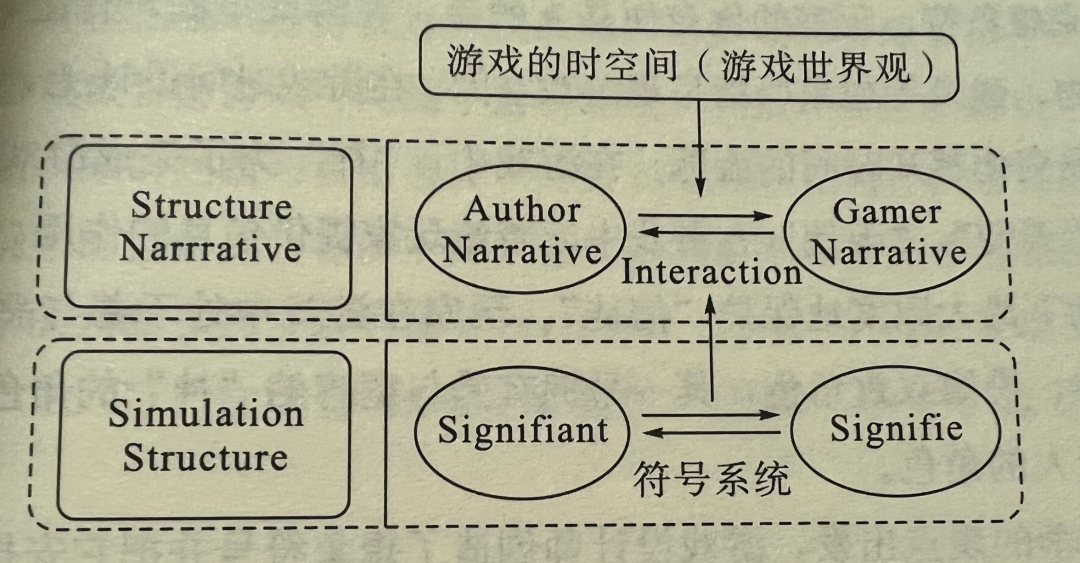 游戏的时空间（游戏世界观）
Structure
Narrrative
Author
Narrative
Interaction
Gamer
Narrative
Simulation
Structure
Signifiant
符号系统
Signifie